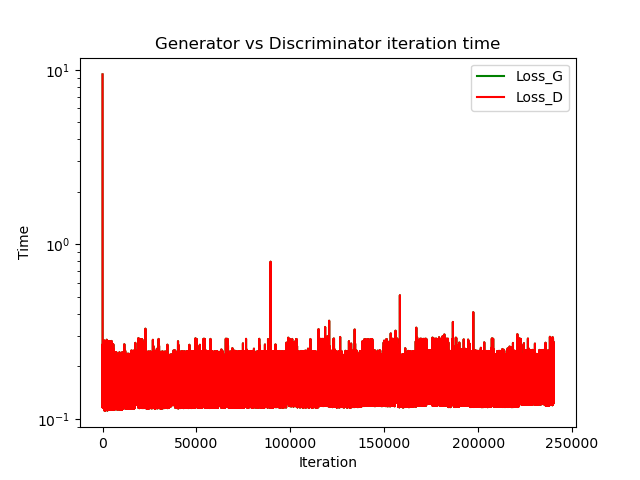 Generator vs Discriminator iteration time
Loss_G
Loss_D
Time
10¹
10⁰
10⁻¹
0 50000 100000 150000 200000 250000
Iteration